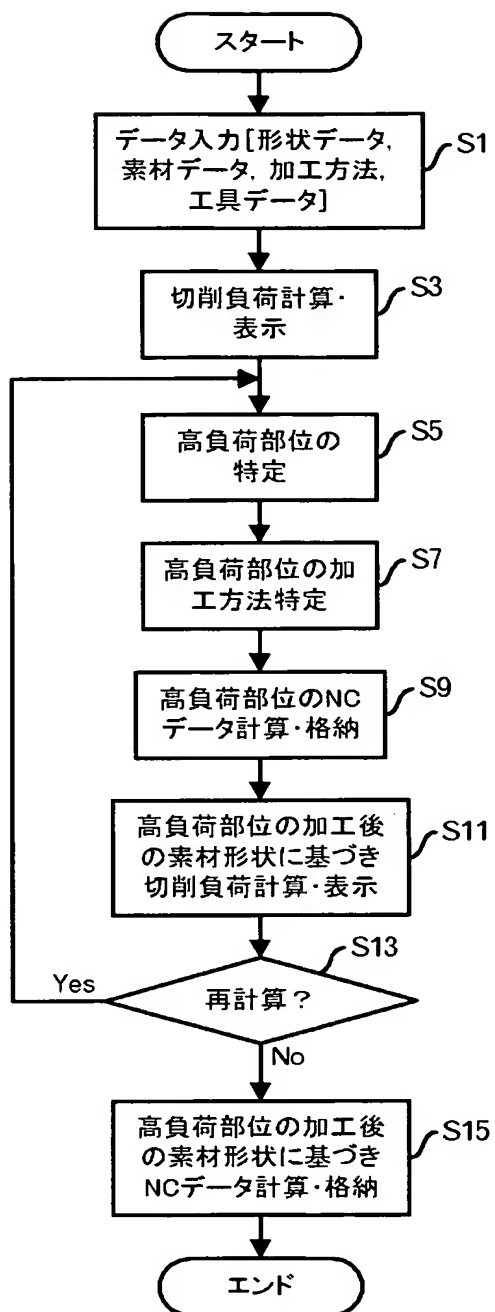 スタート
データ入力[形状データ,
素材データ, 加工方法,
工具データ]
S1
切削負荷計算・
表示
S3
高負荷部位の
特定
S5
高負荷部位の加
工方法特定
S7
高負荷部位のNC
データ計算・格納
S9
高負荷部位の加工後
の素材形状に基づき
切削負荷計算・表示
S11
再計算？
S13
Yes
No
高負荷部位の加工後
の素材形状に基づき
NCデータ計算・格納
S15
エンド